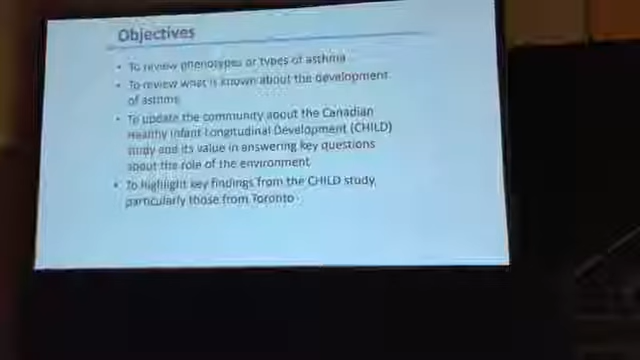 Objectives
• To review phenotypes or types of asthma
• To review what is known about the development
of asthma
• To update the community about the Canadian
Healthy Infant Longitudinal Development (CHILD)
study and its value in answering key questions
about the role of the environment
• To highlight key findings from the CHILD study,
particularly those from Toronto